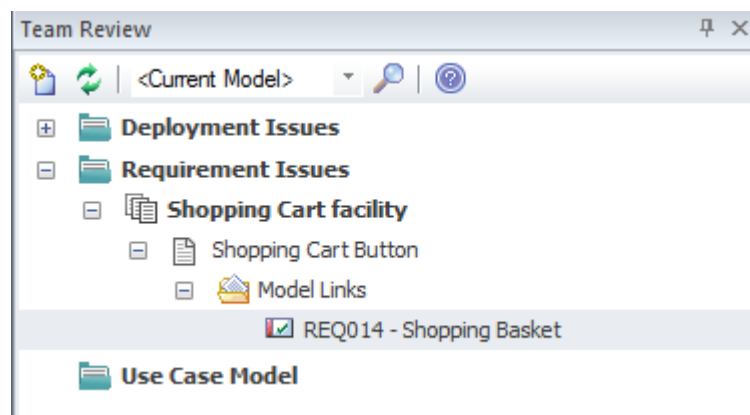 Team Review
<Current Model>
Deployment Issues
Requirement Issues
Shopping Cart facility
Shopping Cart Button
Model Links
REQ014 - Shopping Basket
Use Case Model